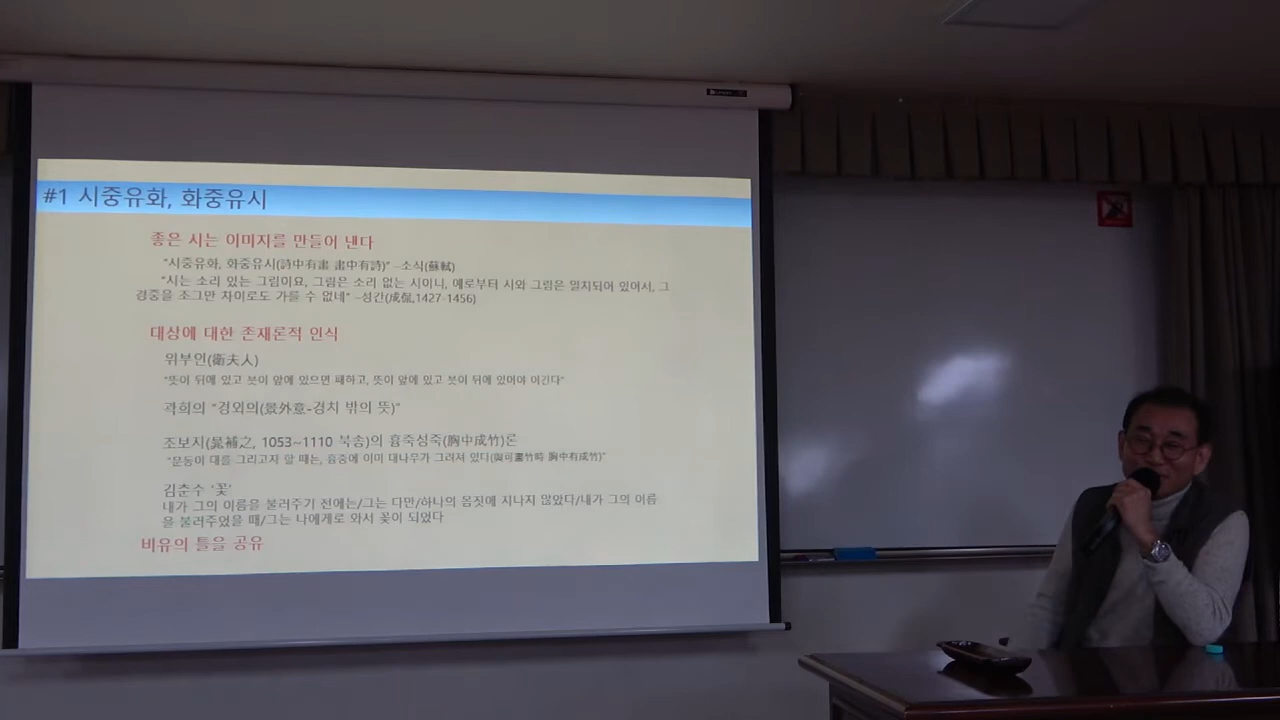 #1 시중유화, 화중유시
좋은 시는 이미지를 만들어 낸다
"시중유화, 화중유시(詩中有畵 畵中有詩)" –소식(蘇軾)
"시는 소리 있는 그림이요, 그림은 소리 없는 시이니, 예로부터 시와 그림은 일치되어 있어서, 그
경중을 조그만 차이로도 가를 수 없네" –성간(成侃,1427-1456)
대상에 대한 존재론적 인식
위부인(衛夫人)
"뜻이 뒤에 있고 붓이 앞에 있으면 패하고, 뜻이 앞에 있고 붓이 뒤에 있어야 이긴다"
곽희의 "경외의(景外意-경치 밖의 뜻)"
조보지(晁補之, 1053~1110 북송)의 흉죽성죽(胸中成竹)론
"문동이 대를 그리고자 할 때는, 흉중에 이미 대나무가 그려져 있다(與可畫竹時 胸中有成竹)"
김춘수 '꽃'
내가 그의 이름을 불러주기 전에는/그는 다만/하나의 몸짓에 지나지 않았다/내가 그의 이름
을 불러주었을 때/그는 나에게로 와서 꽃이 되었다
비유의 틀을 공유